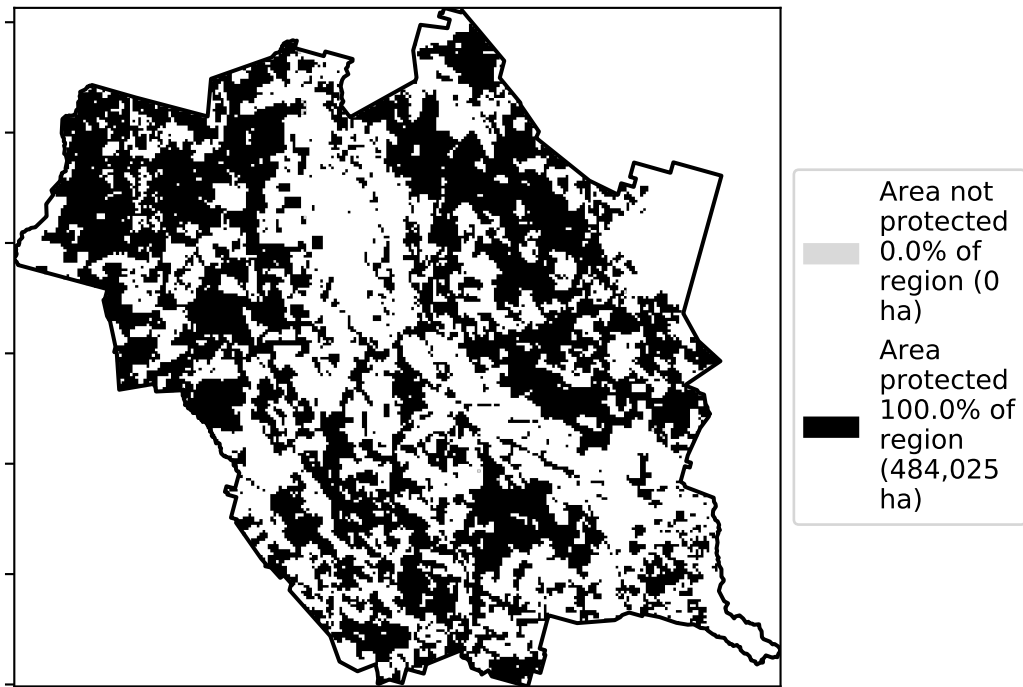 Area not
protected
0.0% of
region (0
ha)
Area
protected
100.0% of
region
(484,025
ha)